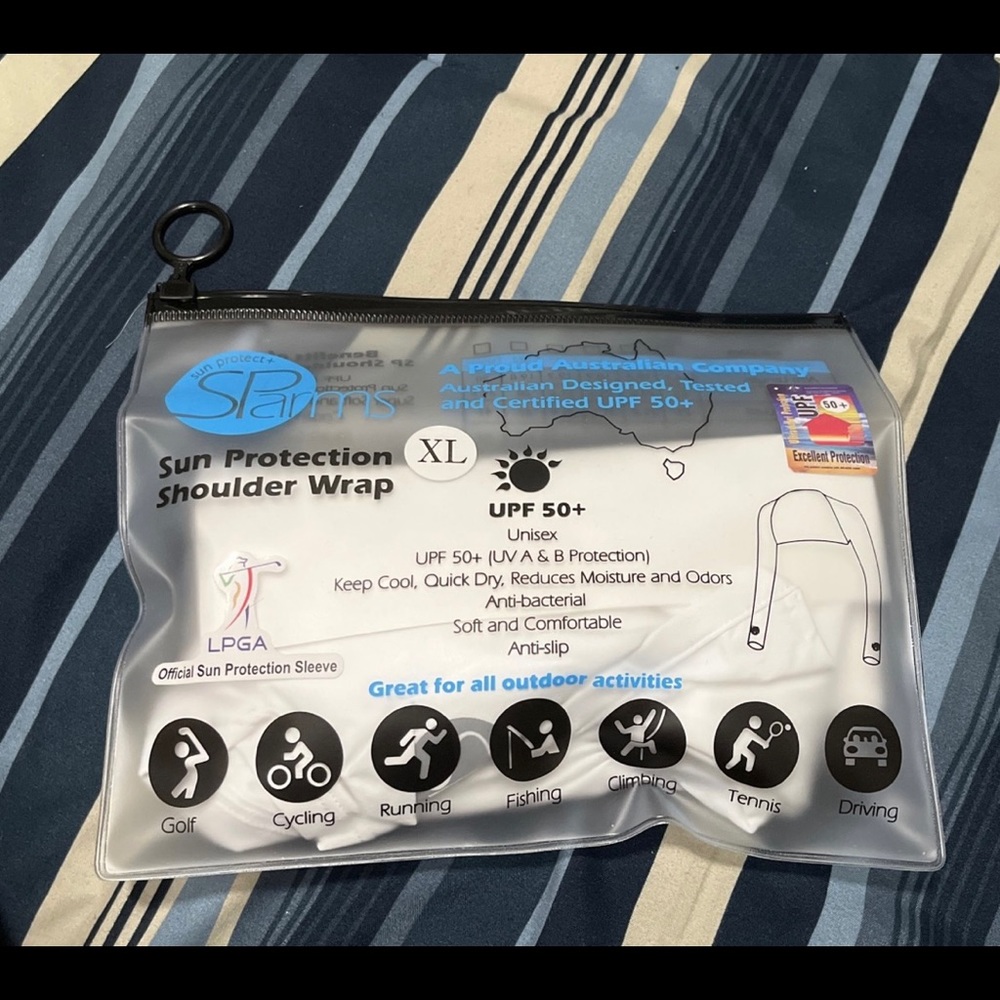 sun protect+
SParms
A Proud Australian Company
Australian Designed, Tested
and Certified UPF 50+
UPF
50+
Excellent Protection
Sun Protection
Shoulder Wrap
XL
UPF 50+
Unisex
UPF 50+ (UV A & B Protection)
Keep Cool, Quick Dry, Reduces Moisture and Odors
Anti-bacterial
Soft and Comfortable
Anti-slip
LPGA
Official Sun Protection Sleeve
Great for all outdoor activities
Golf
Cycling
Running
Fishing
Climbing
Tennis
Driving